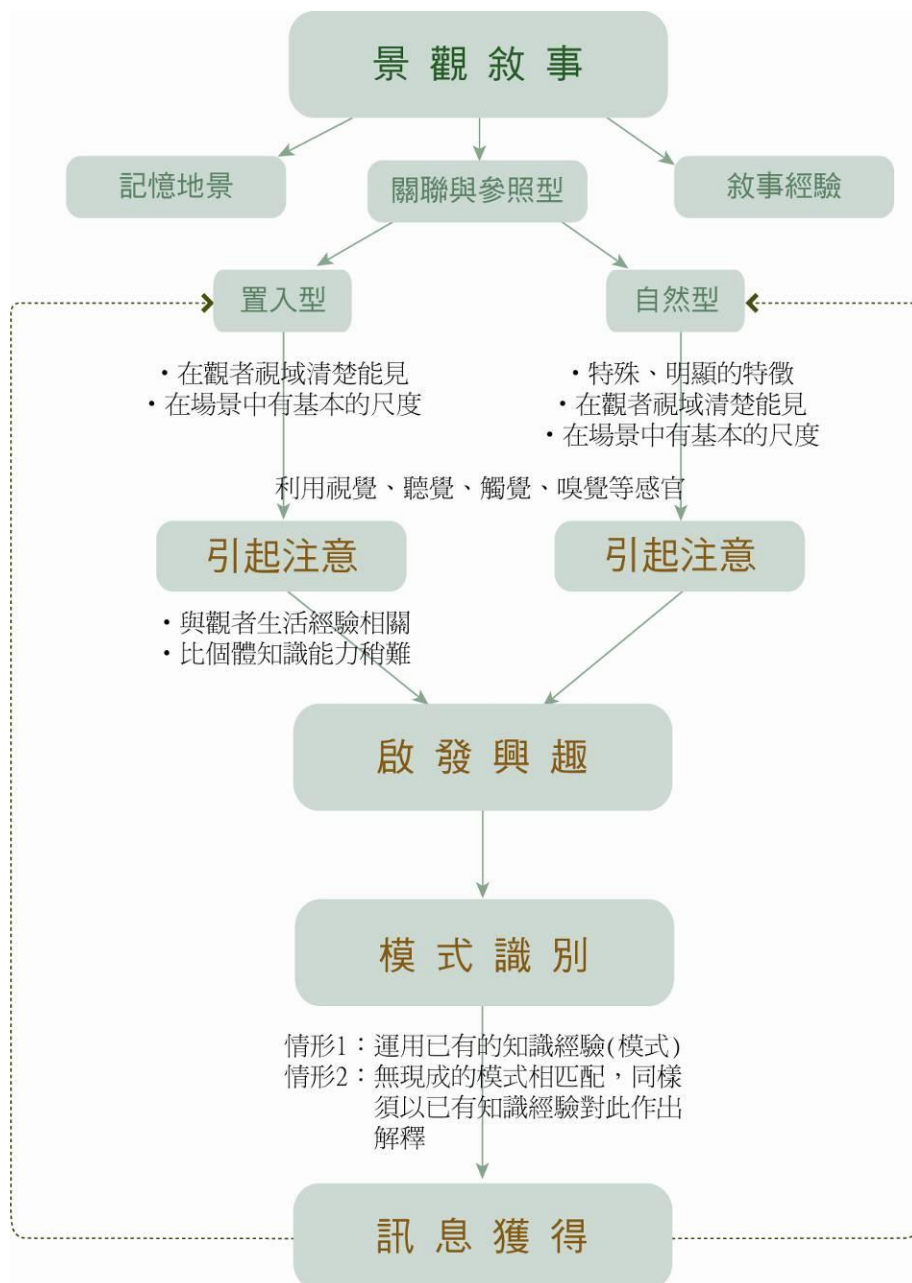 景觀敘事
記憶地景
關聯與參照型
敘事經驗
置入型
自然型
・在觀者視域清楚能見
・在場景中有基本的尺度
・特殊、明顯的特徵
・在觀者視域清楚能見
・在場景中有基本的尺度
利用視覺、聽覺、觸覺、嗅覺等感官
引起注意
引起注意
・與觀者生活經驗相關
・比個體知識能力稍難
啟發興趣
模式識別
情形1：運用已有的知識經驗(模式)
情形2：無現成的模式相匹配，同樣
須以已有知識經驗對此作出
解釋
訊息獲得